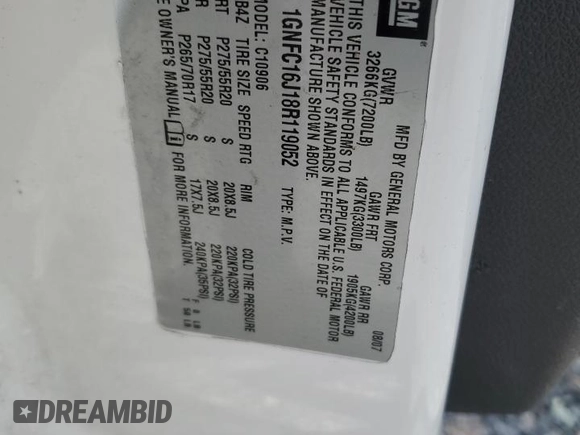 GM ®
MFD BY GENERAL MOTORS CORP.
08/07
GVWR
GAWR FRT
GAWR RR
3266KG(7200LB)
1497KG(3300LB)
1905KG(4200LB)
THIS VEHICLE CONFORMS TO ALL APPLICABLE U.S. FEDERAL MOTOR
VEHICLE SAFETY STANDARDS IN EFFECT ON THE DATE OF
MANUFACTURE SHOWN ABOVE.
1GNFC16J18R119052
TYPE: M.P.V.
MODEL: C10906
TIRE SIZE
SPEED RTG
RIM
COLD TIRE PRESSURE
P275/55R20
S
20X8.5J
220KPA(32PSI)
P275/55R20
S
20X8.5J
220KPA(32PSI)
P265/70R17
S
17X7.5J
240KPA(35PSI)
OWNER'S MANUAL
FOR MORE INFORMATION.
DREAMBID